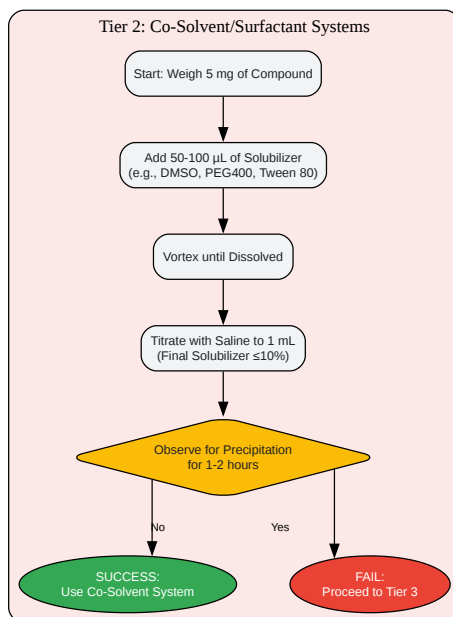 Tier 2: Co-Solvent/Surfactant Systems
Start: Weigh 5 mg of Compound
Add 50-100 µL of Solubilizer
(e.g., DMSO, PEG400, Tween 80)
Vortex until Dissolved
Titrate with Saline to 1 mL
(Final Solubilizer ≤10%)
Observe for Precipitation
for 1-2 hours
No
Yes
SUCCESS:
Use Co-Solvent System
FAIL:
Proceed to Tier 3